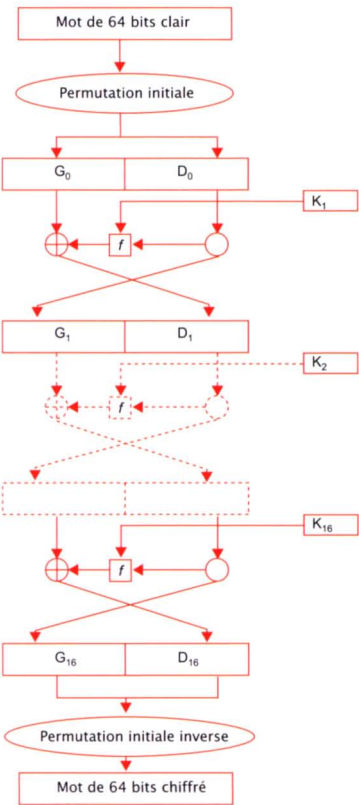 Mot de 64 bits clair
Permutation initiale
G₀ D₀
K₁
f
G₁ D₁
K₂
f
K₁₆
f
G₁₆ D₁₆
Permutation initiale inverse
Mot de 64 bits chiffré